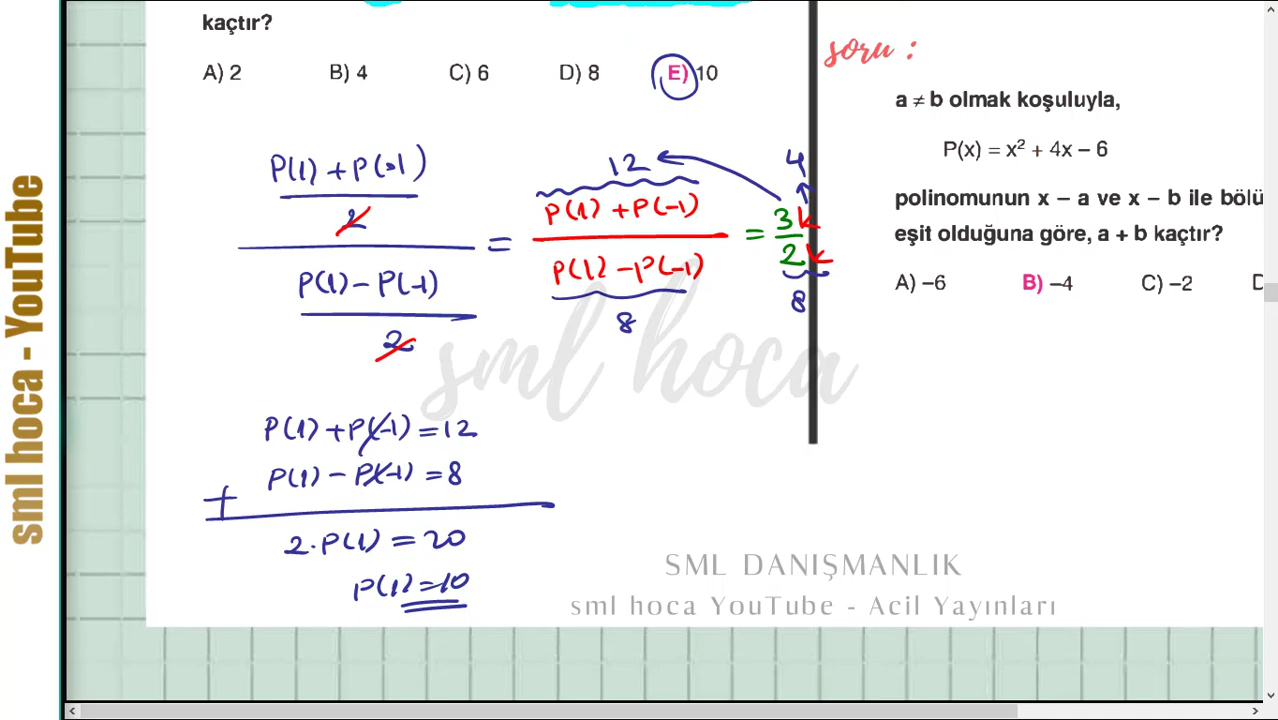 sml hoca - YouTube
kaçtır?
A) 2 B) 4 C) 6 D) 8 E) 10
P(1) + P(-1)
2
P(1) - P(-1)
2
=
12
P(1) + P(-1)
P(1) - P(-1)
8
= 3k
2k
4
8
P(1) + P(-1) = 12
P(1) - P(-1) = 8
+
2·P(1) = 20
P(1) = 10
soru :
a ≠ b olmak koşuluyla,
P(x) = x² + 4x – 6
polinomunun x – a ve x – b ile bölü
eşit olduğuna göre, a + b kaçtır?
A) –6 B) –4 C) –2 D
sml hoca
SML DANIŞMANLIK
sml hoca YouTube - Acil Yayınları